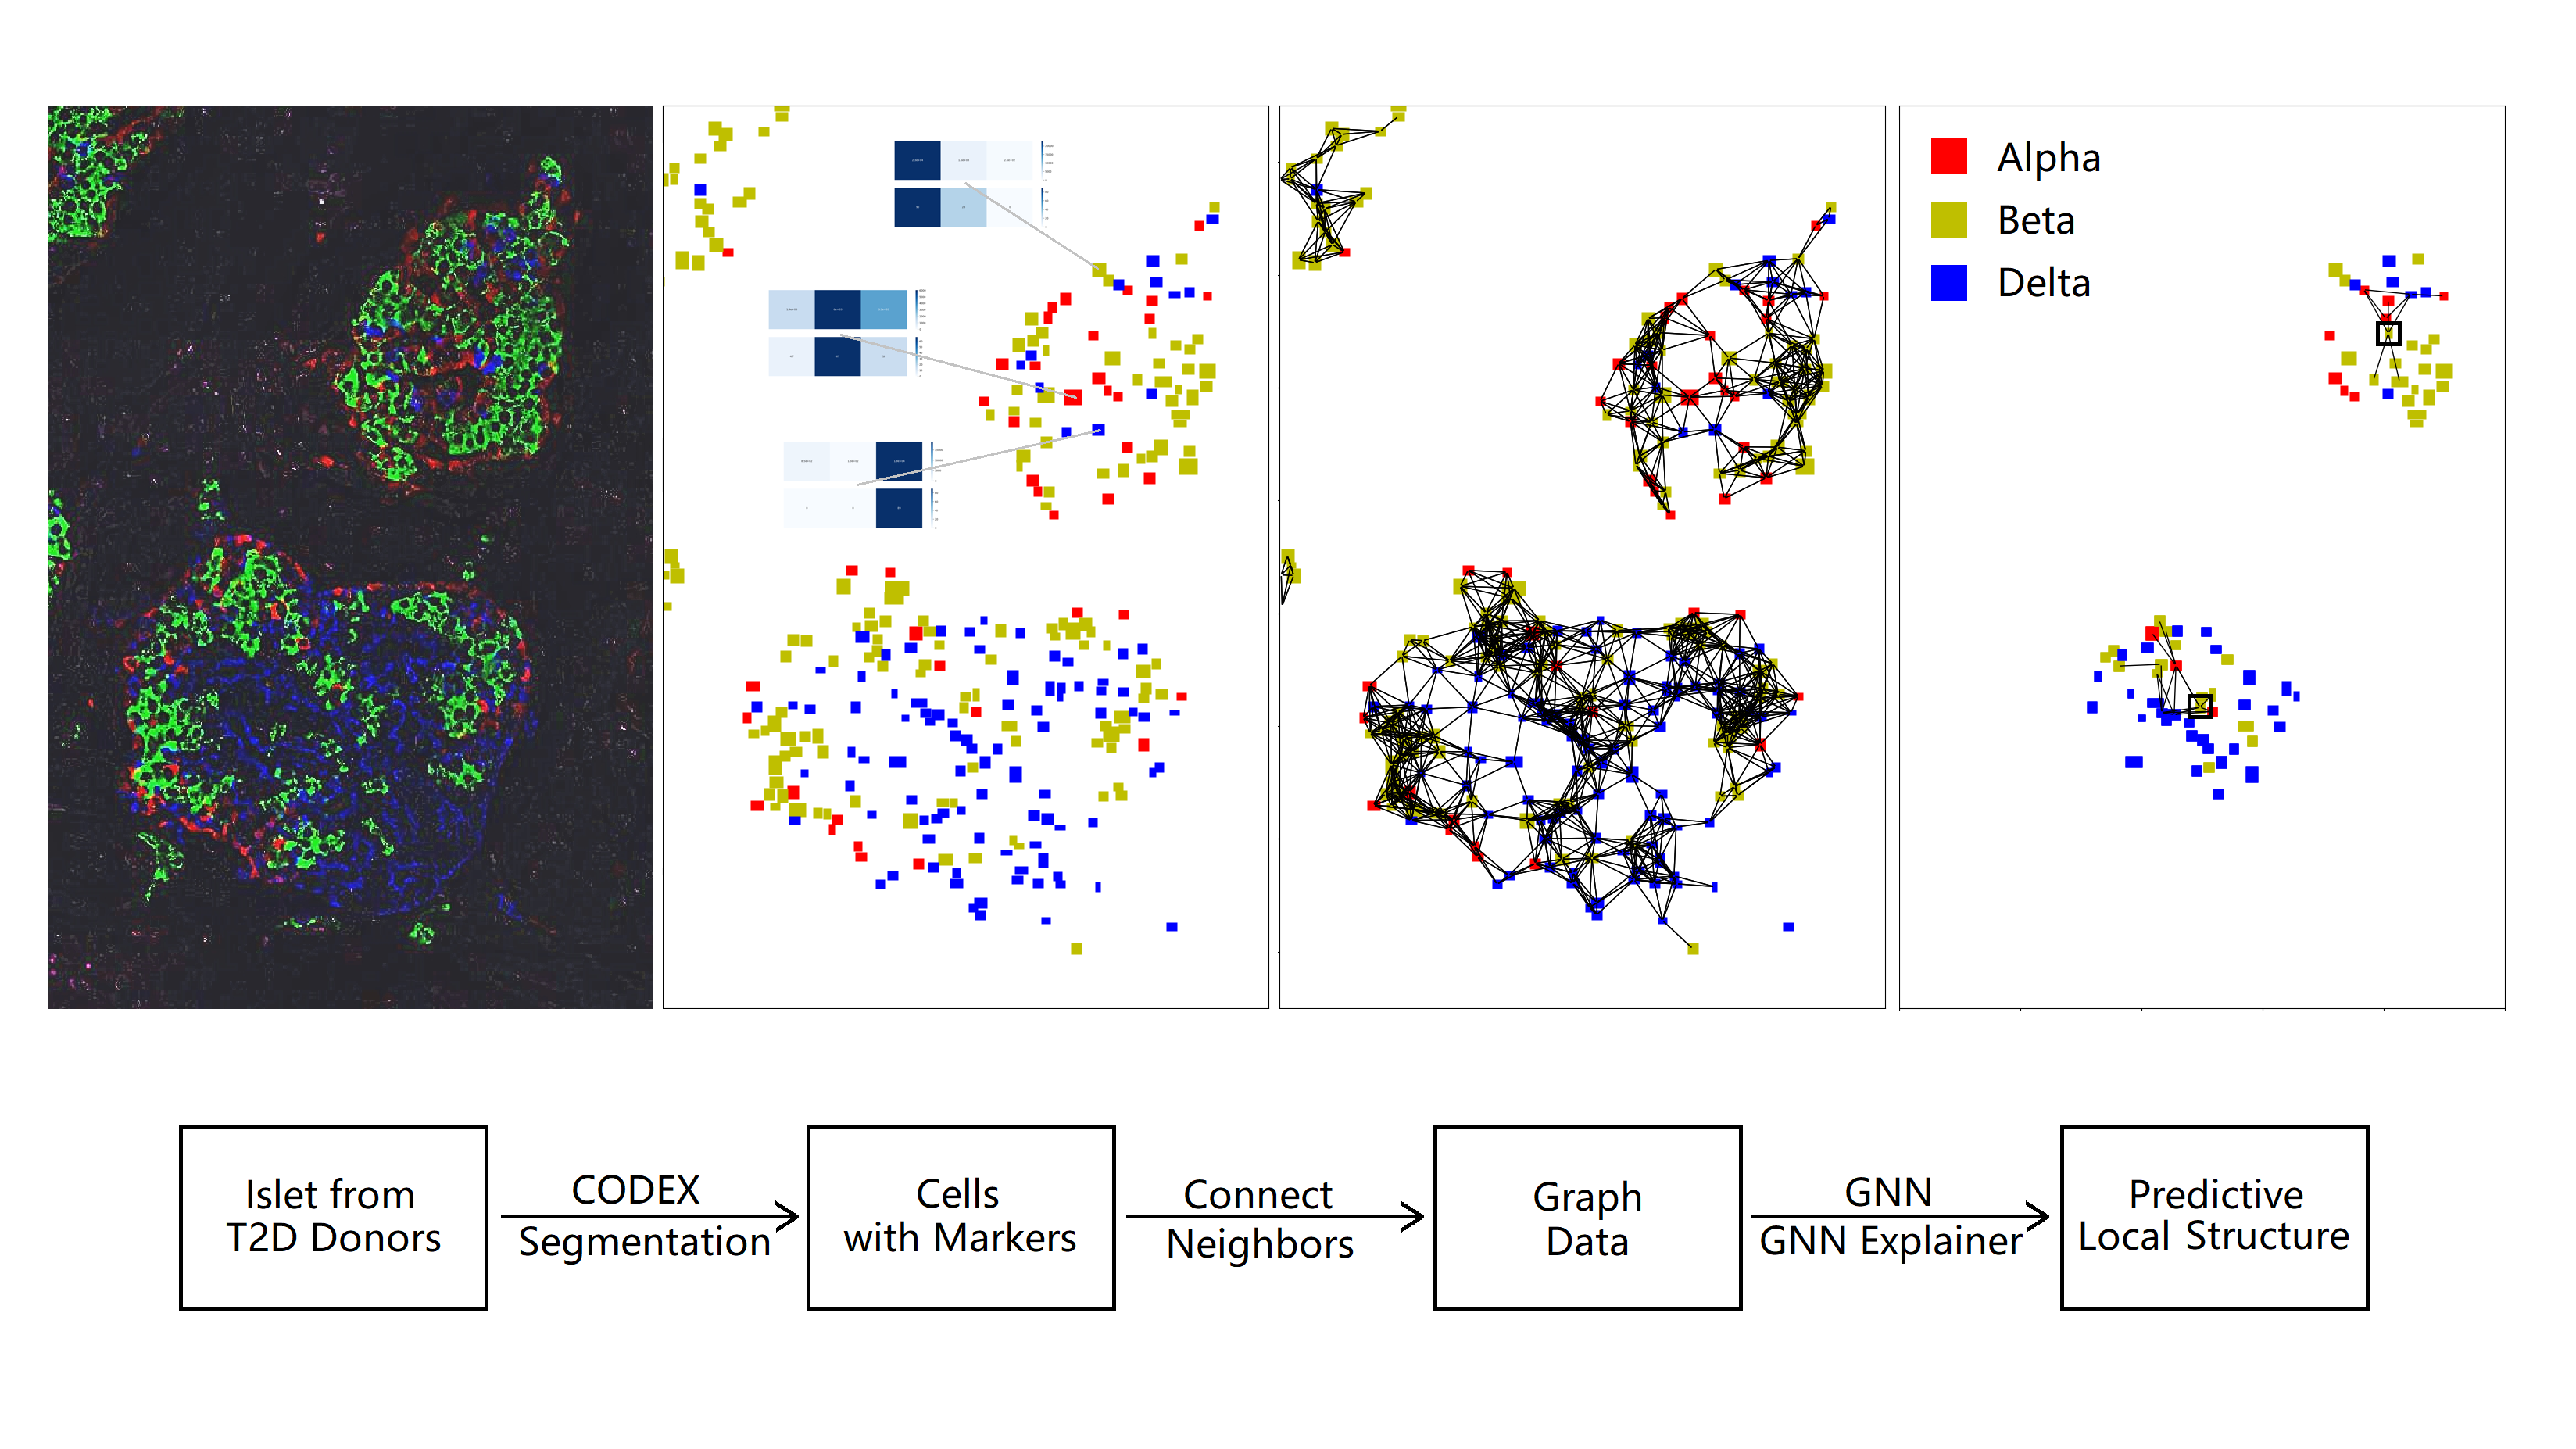 Alpha
Beta
Delta
Islet from
T2D Donors
CODEX
Segmentation
Cells
with Markers
Connect
Neighbors
Graph
Data
GNN
GNN Explainer
Predictive
Local Structure